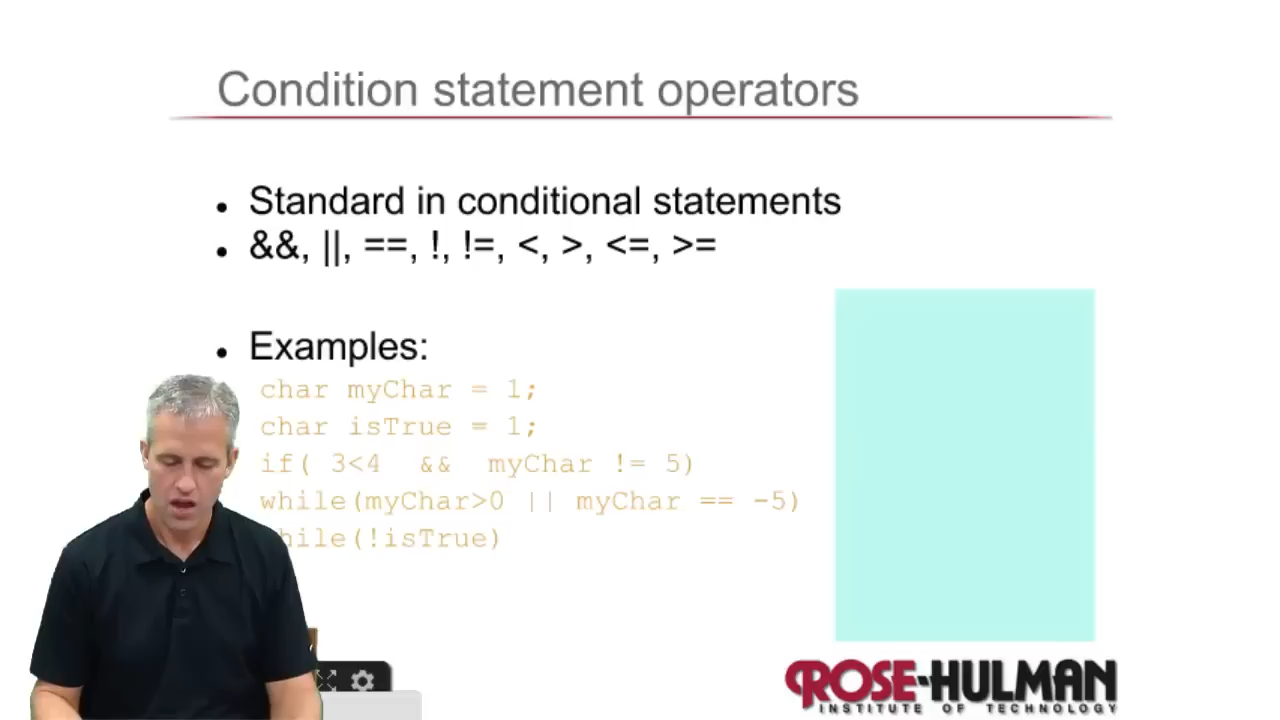 Condition statement operators
Standard in conditional statements
&&, ||, ==, !, !=, <, >, <=, >=
Examples:
char myChar = 1;
char isTrue = 1;
if( 3<4 && myChar != 5)
while(myChar>0 || myChar == -5)
hile(!isTrue)
ROSE-HULMAN
INSTITUTE OF TECHNOLOGY